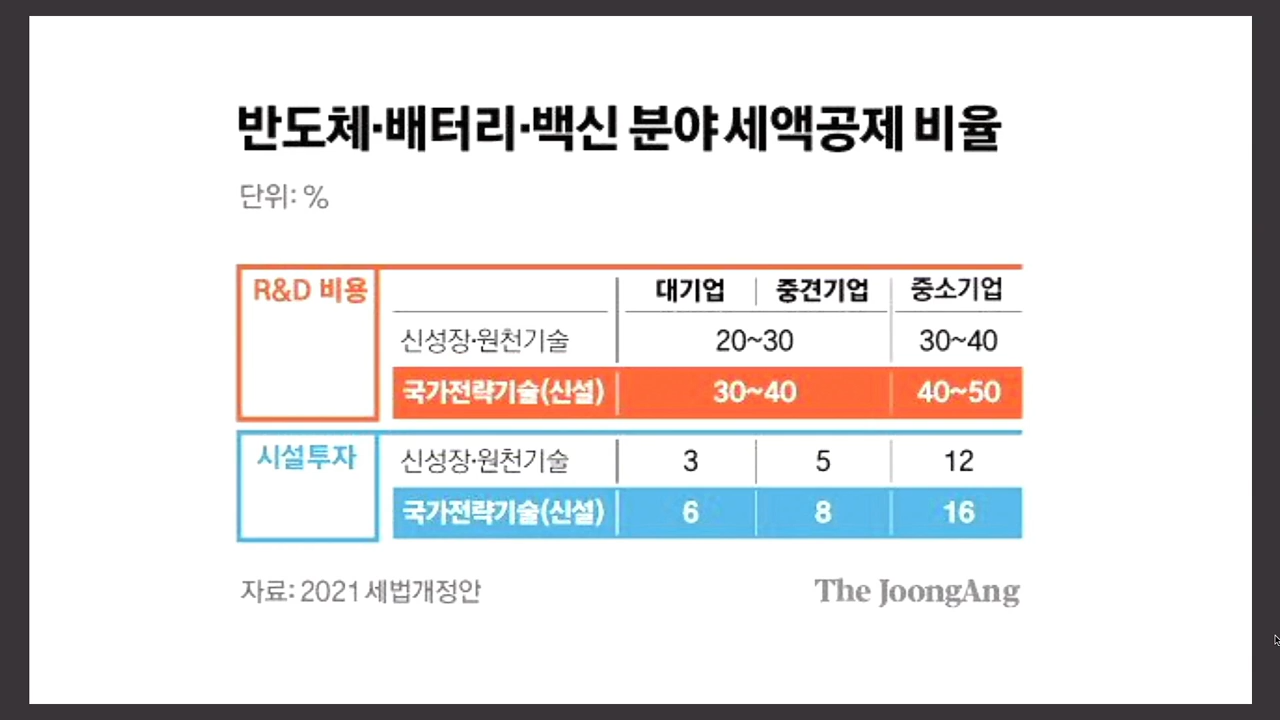 반도체·배터리·백신 분야 세액공제 비율
단위: %
R&D 비용
대기업 중견기업 중소기업
신성장·원천기술 20~30 30~40
국가전략기술(신설) 30~40 40~50
시설투자
신성장·원천기술 3 5 12
국가전략기술(신설) 6 8 16
자료: 2021 세법개정안
The JoongAng